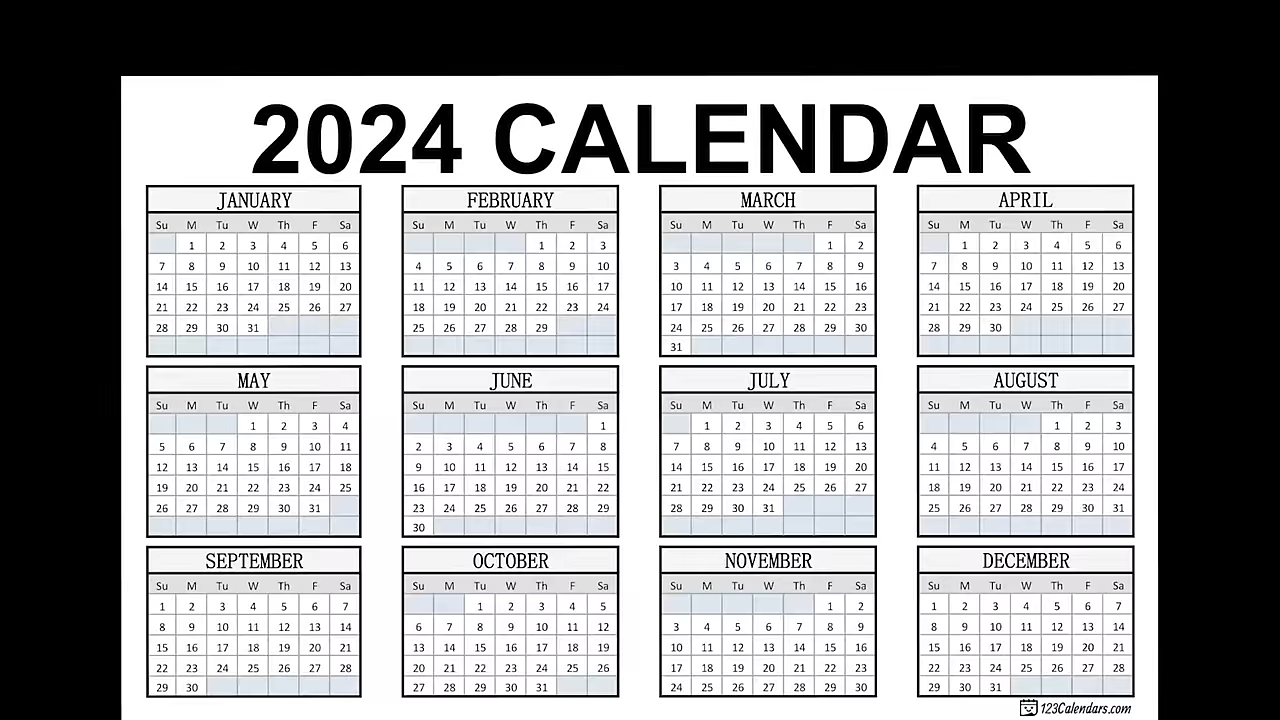 2024 CALENDAR
JANUARY FEBRUARY MARCH APRIL
Su M Tu W Th F Sa Su M Tu W Th F Sa Su M Tu W Th F Sa Su M Tu W Th F Sa
1 2 3 4 5 6 1 2 3 1 2 1 2 3 4 5 6
7 8 9 10 11 12 13 4 5 6 7 8 9 10 3 4 5 6 7 8 9 7 8 9 10 11 12 13
14 15 16 17 18 19 20 11 12 13 14 15 16 17 10 11 12 13 14 15 16 14 15 16 17 18 19 20
21 22 23 24 25 26 27 18 19 20 21 22 23 24 17 18 19 20 21 22 23 21 22 23 24 25 26 27
28 29 30 31 25 26 27 28 29 24 25 26 27 28 29 30 28 29 30
31
MAY JUNE JULY AUGUST
Su M Tu W Th F Sa Su M Tu W Th F Sa Su M Tu W Th F Sa Su M Tu W Th F Sa
1 2 3 4 1 1 2 3 4 5 6 1 2 3
5 6 7 8 9 10 11 2 3 4 5 6 7 8 7 8 9 10 11 12 13 4 5 6 7 8 9 10
12 13 14 15 16 17 18 9 10 11 12 13 14 15 14 15 16 17 18 19 20 11 12 13 14 15 16 17
19 20 21 22 23 24 25 16 17 18 19 20 21 22 21 22 23 24 25 26 27 18 19 20 21 22 23 24
26 27 28 29 30 31 23 24 25 26 27 28 29 28 29 30 31 25 26 27 28 29 30 31
30
SEPTEMBER OCTOBER NOVEMBER DECEMBER
Su M Tu W Th F Sa Su M Tu W Th F Sa Su M Tu W Th F Sa Su M Tu W Th F Sa
1 2 3 4 5 6 7 1 2 3 4 5 1 2 1 2 3 4 5 6 7
8 9 10 11 12 13 14 6 7 8 9 10 11 12 3 4 5 6 7 8 9 8 9 10 11 12 13 14
15 16 17 18 19 20 21 13 14 15 16 17 18 19 10 11 12 13 14 15 16 15 16 17 18 19 20 21
22 23 24 25 26 27 28 20 21 22 23 24 25 26 17 18 19 20 21 22 23 22 23 24 25 26 27 28
29 30 27 28 29 30 31 24 25 26 27 28 29 30 29 30 31
123Calendars.com